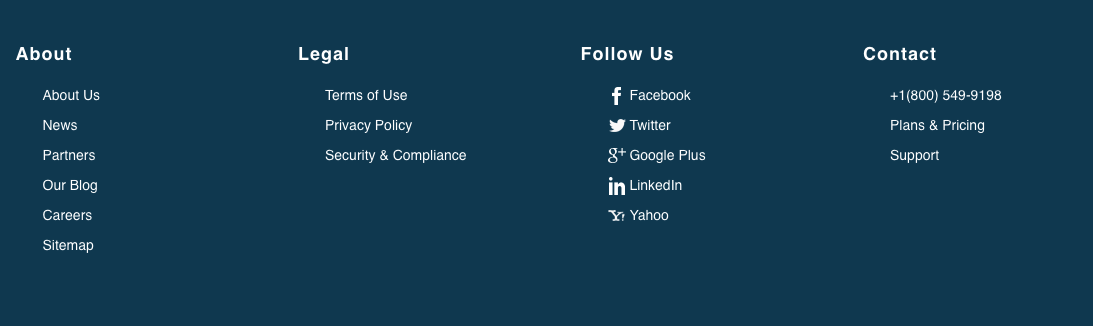 About
About Us
News
Partners
Our Blog
Careers
Sitemap
Legal
Terms of Use
Privacy Policy
Security & Compliance
Follow Us
Facebook
Twitter
Google Plus
LinkedIn
Yahoo
Contact
+1(800) 549-9198
Plans & Pricing
Support